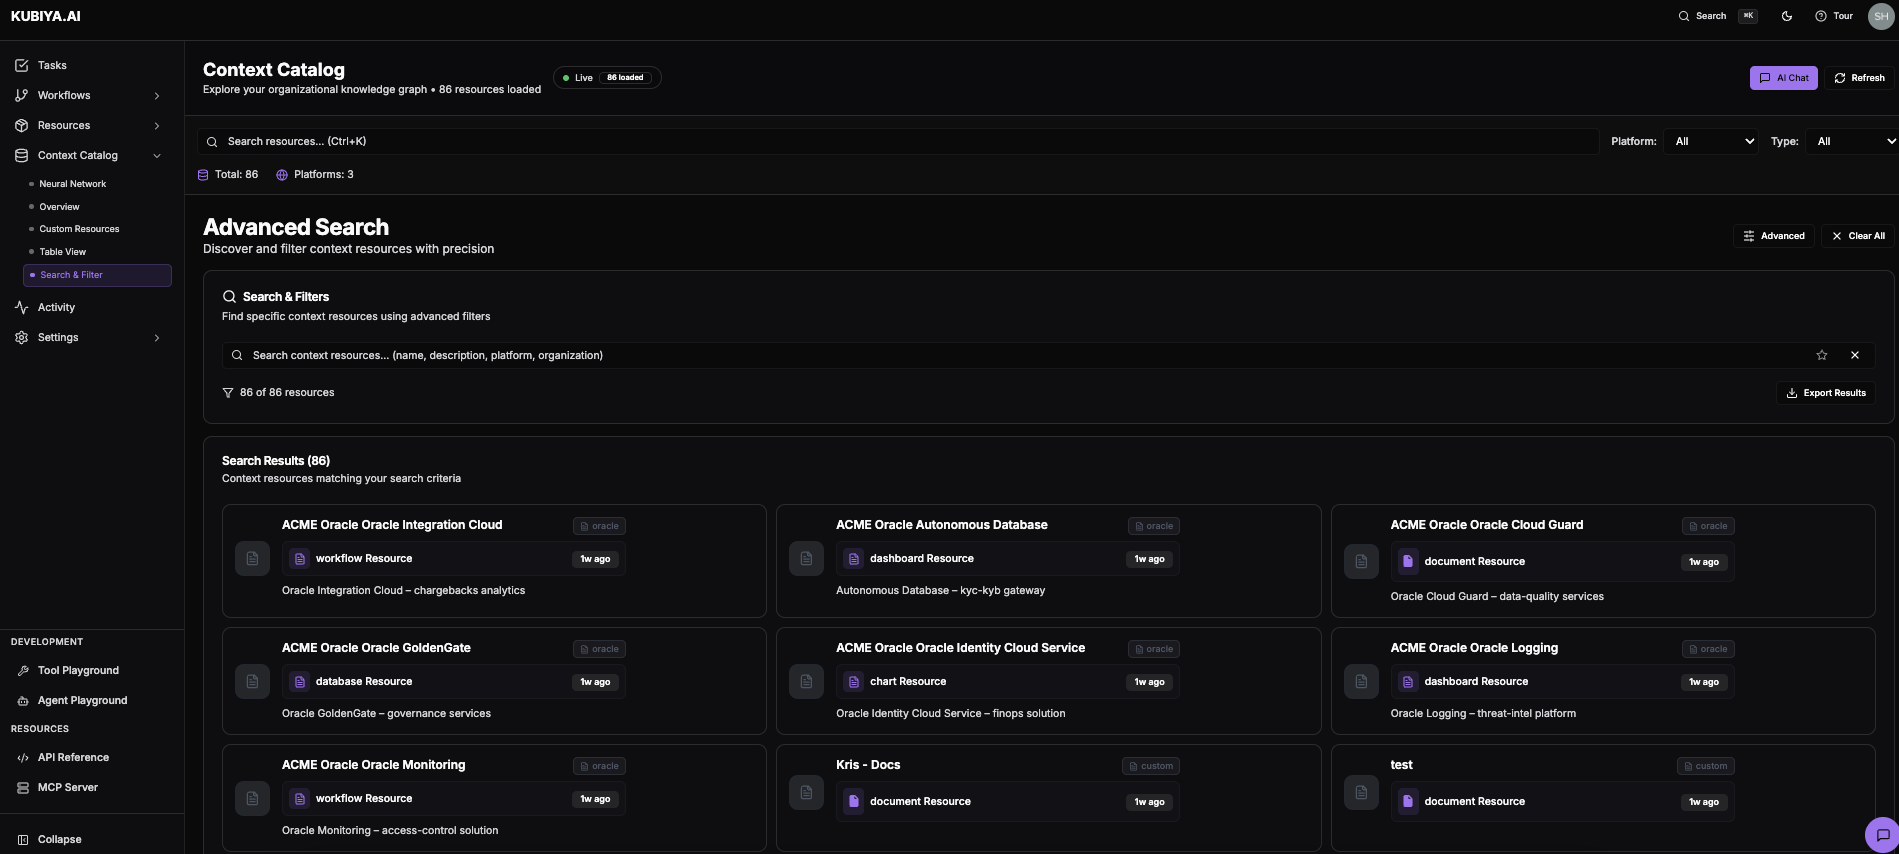 KUBIYA.AI
Search ⌘K Tour SH
Tasks
Workflows
Resources
Context Catalog
Neural Network
Overview
Custom Resources
Table View
Search & Filter
Activity
Settings
DEVELOPMENT
Tool Playground
Agent Playground
RESOURCES
API Reference
MCP Server
Collapse
Context Catalog
Live 86 loaded
Explore your organizational knowledge graph • 86 resources loaded
AI Chat Refresh
Search resources... (Ctrl+K)
Platform: All Type: All
Total: 86 Platforms: 3
Advanced Search
Discover and filter context resources with precision
Advanced Clear All
Search & Filters
Find specific context resources using advanced filters
Search context resources... (name, description, platform, organization)
86 of 86 resources
Export Results
Search Results (86)
Context resources matching your search criteria
ACME Oracle Oracle Integration Cloud oracle
workflow Resource 1w ago
Oracle Integration Cloud – chargebacks analytics
ACME Oracle Autonomous Database oracle
dashboard Resource 1w ago
Autonomous Database – kyc-kyb gateway
ACME Oracle Oracle Cloud Guard oracle
document Resource 1w ago
Oracle Cloud Guard – data-quality services
ACME Oracle Oracle GoldenGate oracle
database Resource 1w ago
Oracle GoldenGate – governance services
ACME Oracle Oracle Identity Cloud Service oracle
chart Resource 1w ago
Oracle Identity Cloud Service – finops solution
ACME Oracle Oracle Logging oracle
dashboard Resource 1w ago
Oracle Logging – threat-intel platform
ACME Oracle Oracle Monitoring oracle
workflow Resource 1w ago
Oracle Monitoring – access-control solution
Kris - Docs custom
document Resource 1w ago
test custom
document Resource 1w ago